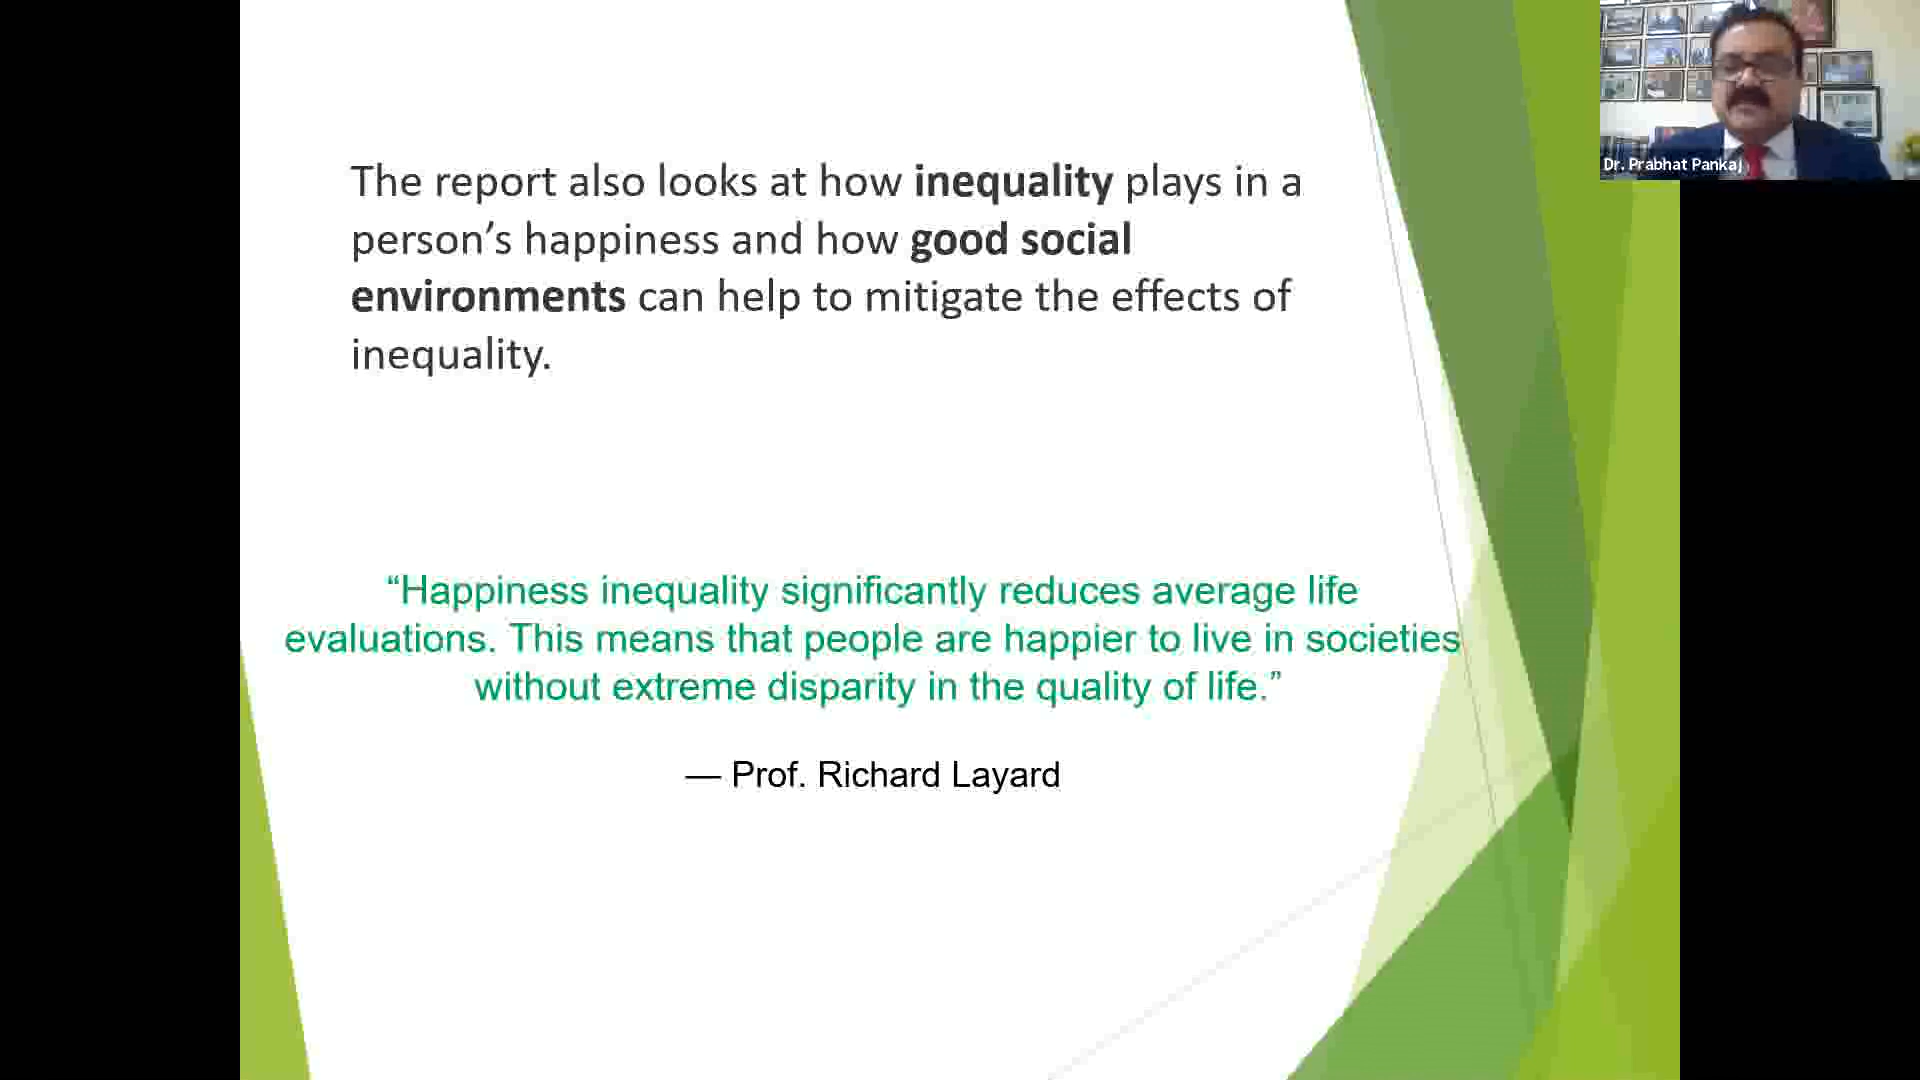 The report also looks at how inequality plays in a
person’s happiness and how good social
environments can help to mitigate the effects of
inequality.
“Happiness inequality significantly reduces average life
evaluations. This means that people are happier to live in societies
without extreme disparity in the quality of life.”
— Prof. Richard Layard
Dr. Prabhat Pankaj